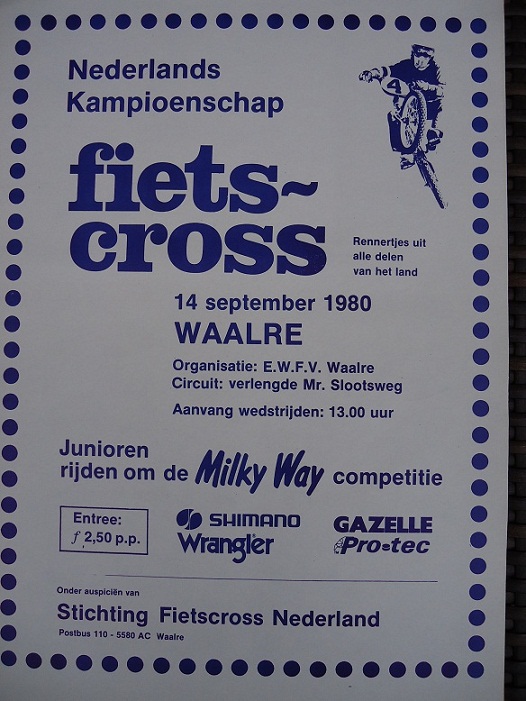 Nederlands
Kampioenschap
4
fiets~
cross
Rennertjes uit
alle delen
van het land
14 september 1980
WAALRE
Organisatie: E.W.F.V. Waalre
Circuit: verlengde Mr. Slootsweg
Aanvang wedstrijden: 13.00 uur
Junioren
rijden om de Milky Way competitie
Entree:
ƒ 2,50 p.p.
SHIMANO
Wrangler
GAZELLE
Pro-tec
Onder auspiciën van
Stichting Fietscross Nederland
Postbus 110 - 5580 AC Waalre